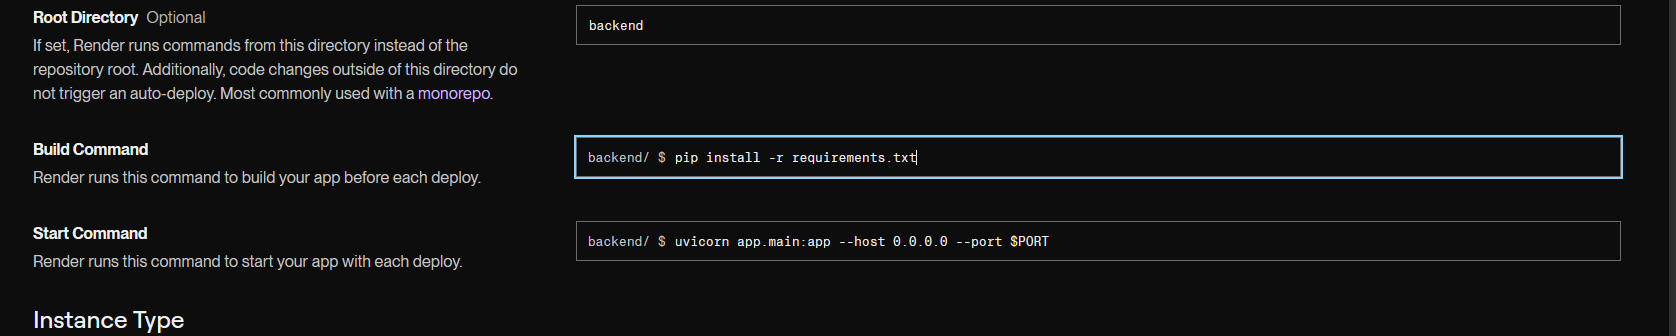 Root Directory Optional
backend
If set, Render runs commands from this directory instead of the
repository root. Additionally, code changes outside of this directory do
not trigger an auto-deploy. Most commonly used with a monorepo.
Build Command
backend/ $ pip install -r requirements.txt
Render runs this command to build your app before each deploy.
Start Command
backend/ $ uvicorn app.main:app --host 0.0.0.0 --port $PORT
Render runs this command to start your app with each deploy.
Instance Type